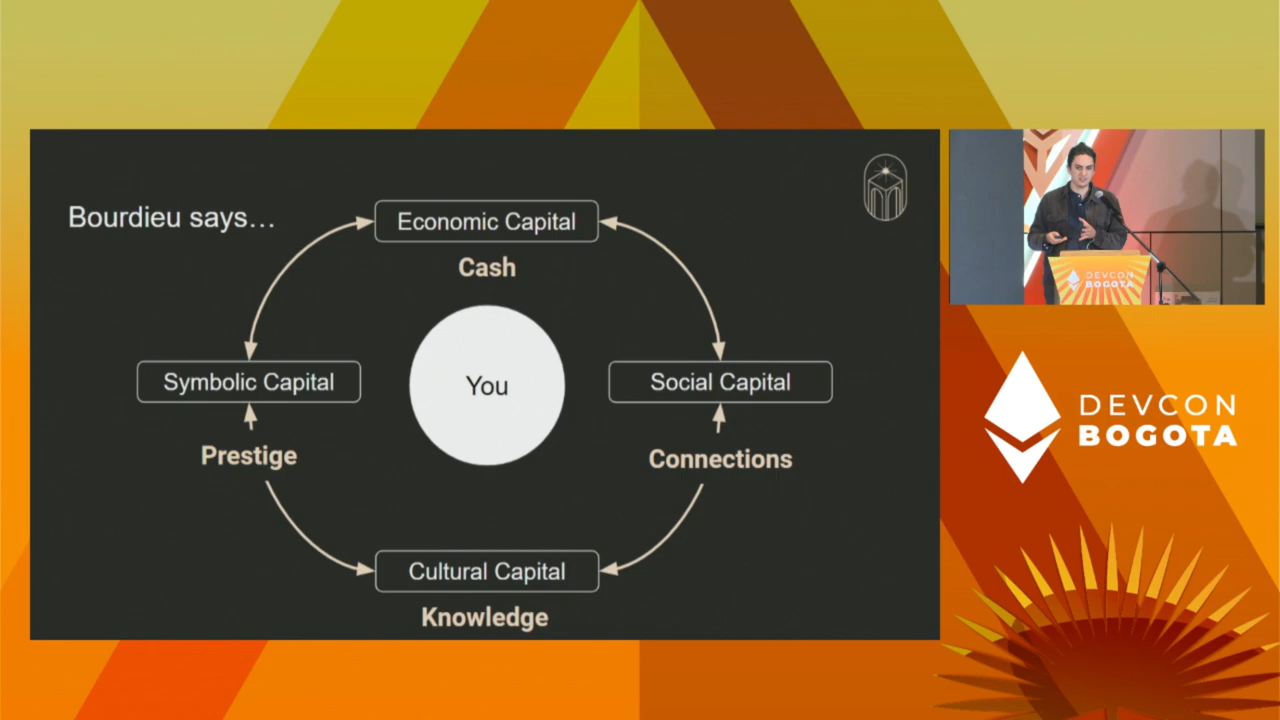 Bourdieu says…
Economic Capital
Cash
Symbolic Capital
You
Social Capital
Prestige
Connections
Cultural Capital
Knowledge
DEVCON
BOGOTA
DEVCON
BOGOTA